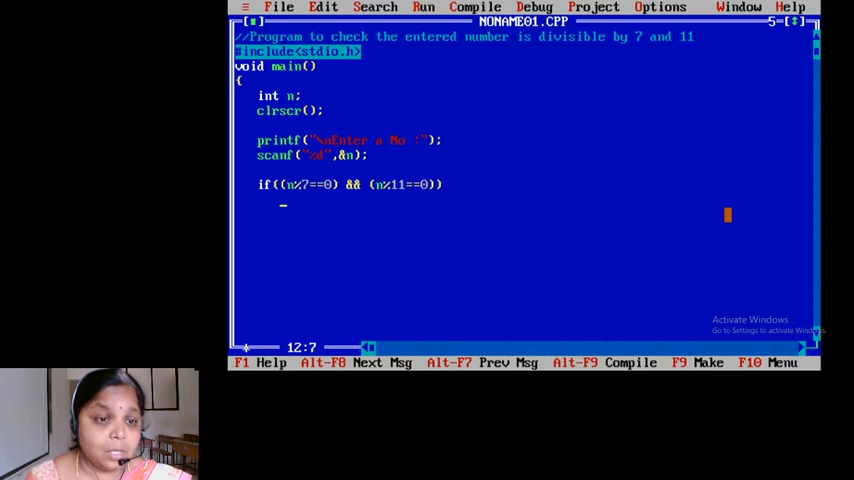 ≡ File Edit Search Run Compile Debug Project Options Window Help
NONAME01.CPP 5
//Program to check the entered number is divisible by 7 and 11
#include<stdio.h>
void main()
{
int n;
clrscr();
printf("\nEnter a No :");
scanf("%d",&n);
if((n%7==0) && (n%11==0))
_
Activate Windows
Go to Settings to activate Windows.
12:7
F1 Help Alt-F8 Next Msg Alt-F7 Prev Msg Alt-F9 Compile F9 Make F10 Menu